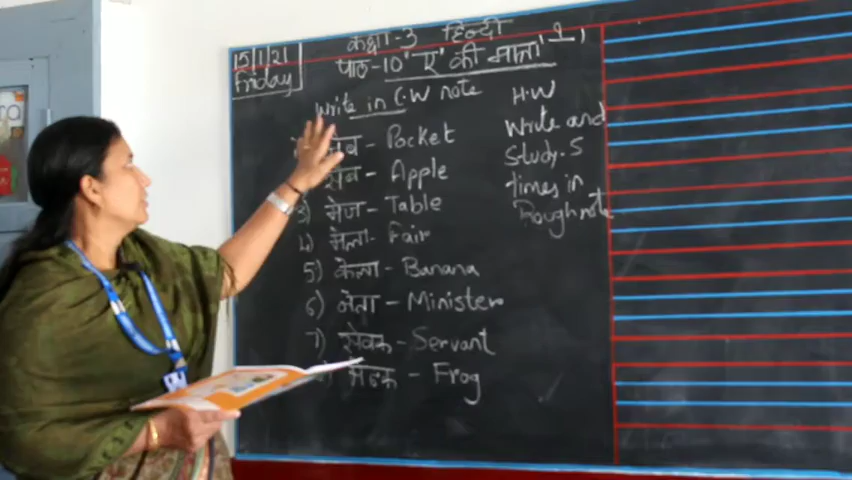 15/1/21
Friday
कक्षा-3 हिन्दी
पाठ-10 "ए" की मात्रा
Write in C.W note
- Pocket
सेब - Apple
3) मेज - Table
4) मेला - Fair
5) केला - Banana
6) नेता - Minister
7) सेवक - Servant
मेंढक - Frog
H.W
Write and
Study. 5
times in
Rough note